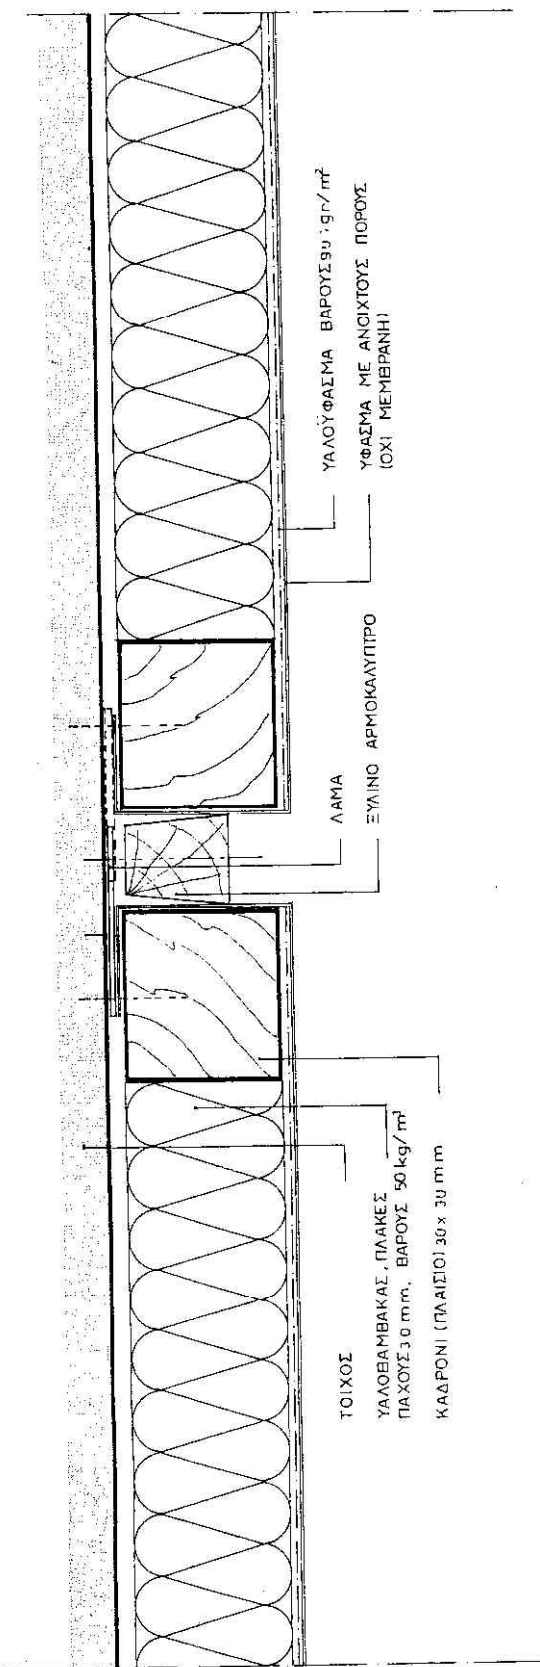 ΤΟΙΧΟΣ
ΥΑΛΟΒΑΜΒΑΚΑΣ, ΠΛΑΚΕΣ
ΠΑΧΟΥΣ 30 mm, ΒΑΡΟΥΣ 50 kg/m³
ΚΑΔΡΟΝΙ (ΠΛΑΙΣΙΟ) 30 x 30 mm
ΛΑΜΑ
ΞΥΛΙΝΟ ΑΡΜΟΚΑΛΥΠΤΡΟ
ΥΑΛΟΫΦΑΣΜΑ ΒΑΡΟΥΣ gr/m²
ΥΦΑΣΜΑ ΜΕ ΑΝΟΙΧΤΟΥΣ ΠΟΡΟΥΣ
(ΟΧΙ ΜΕΜΒΡΑΝΗ)